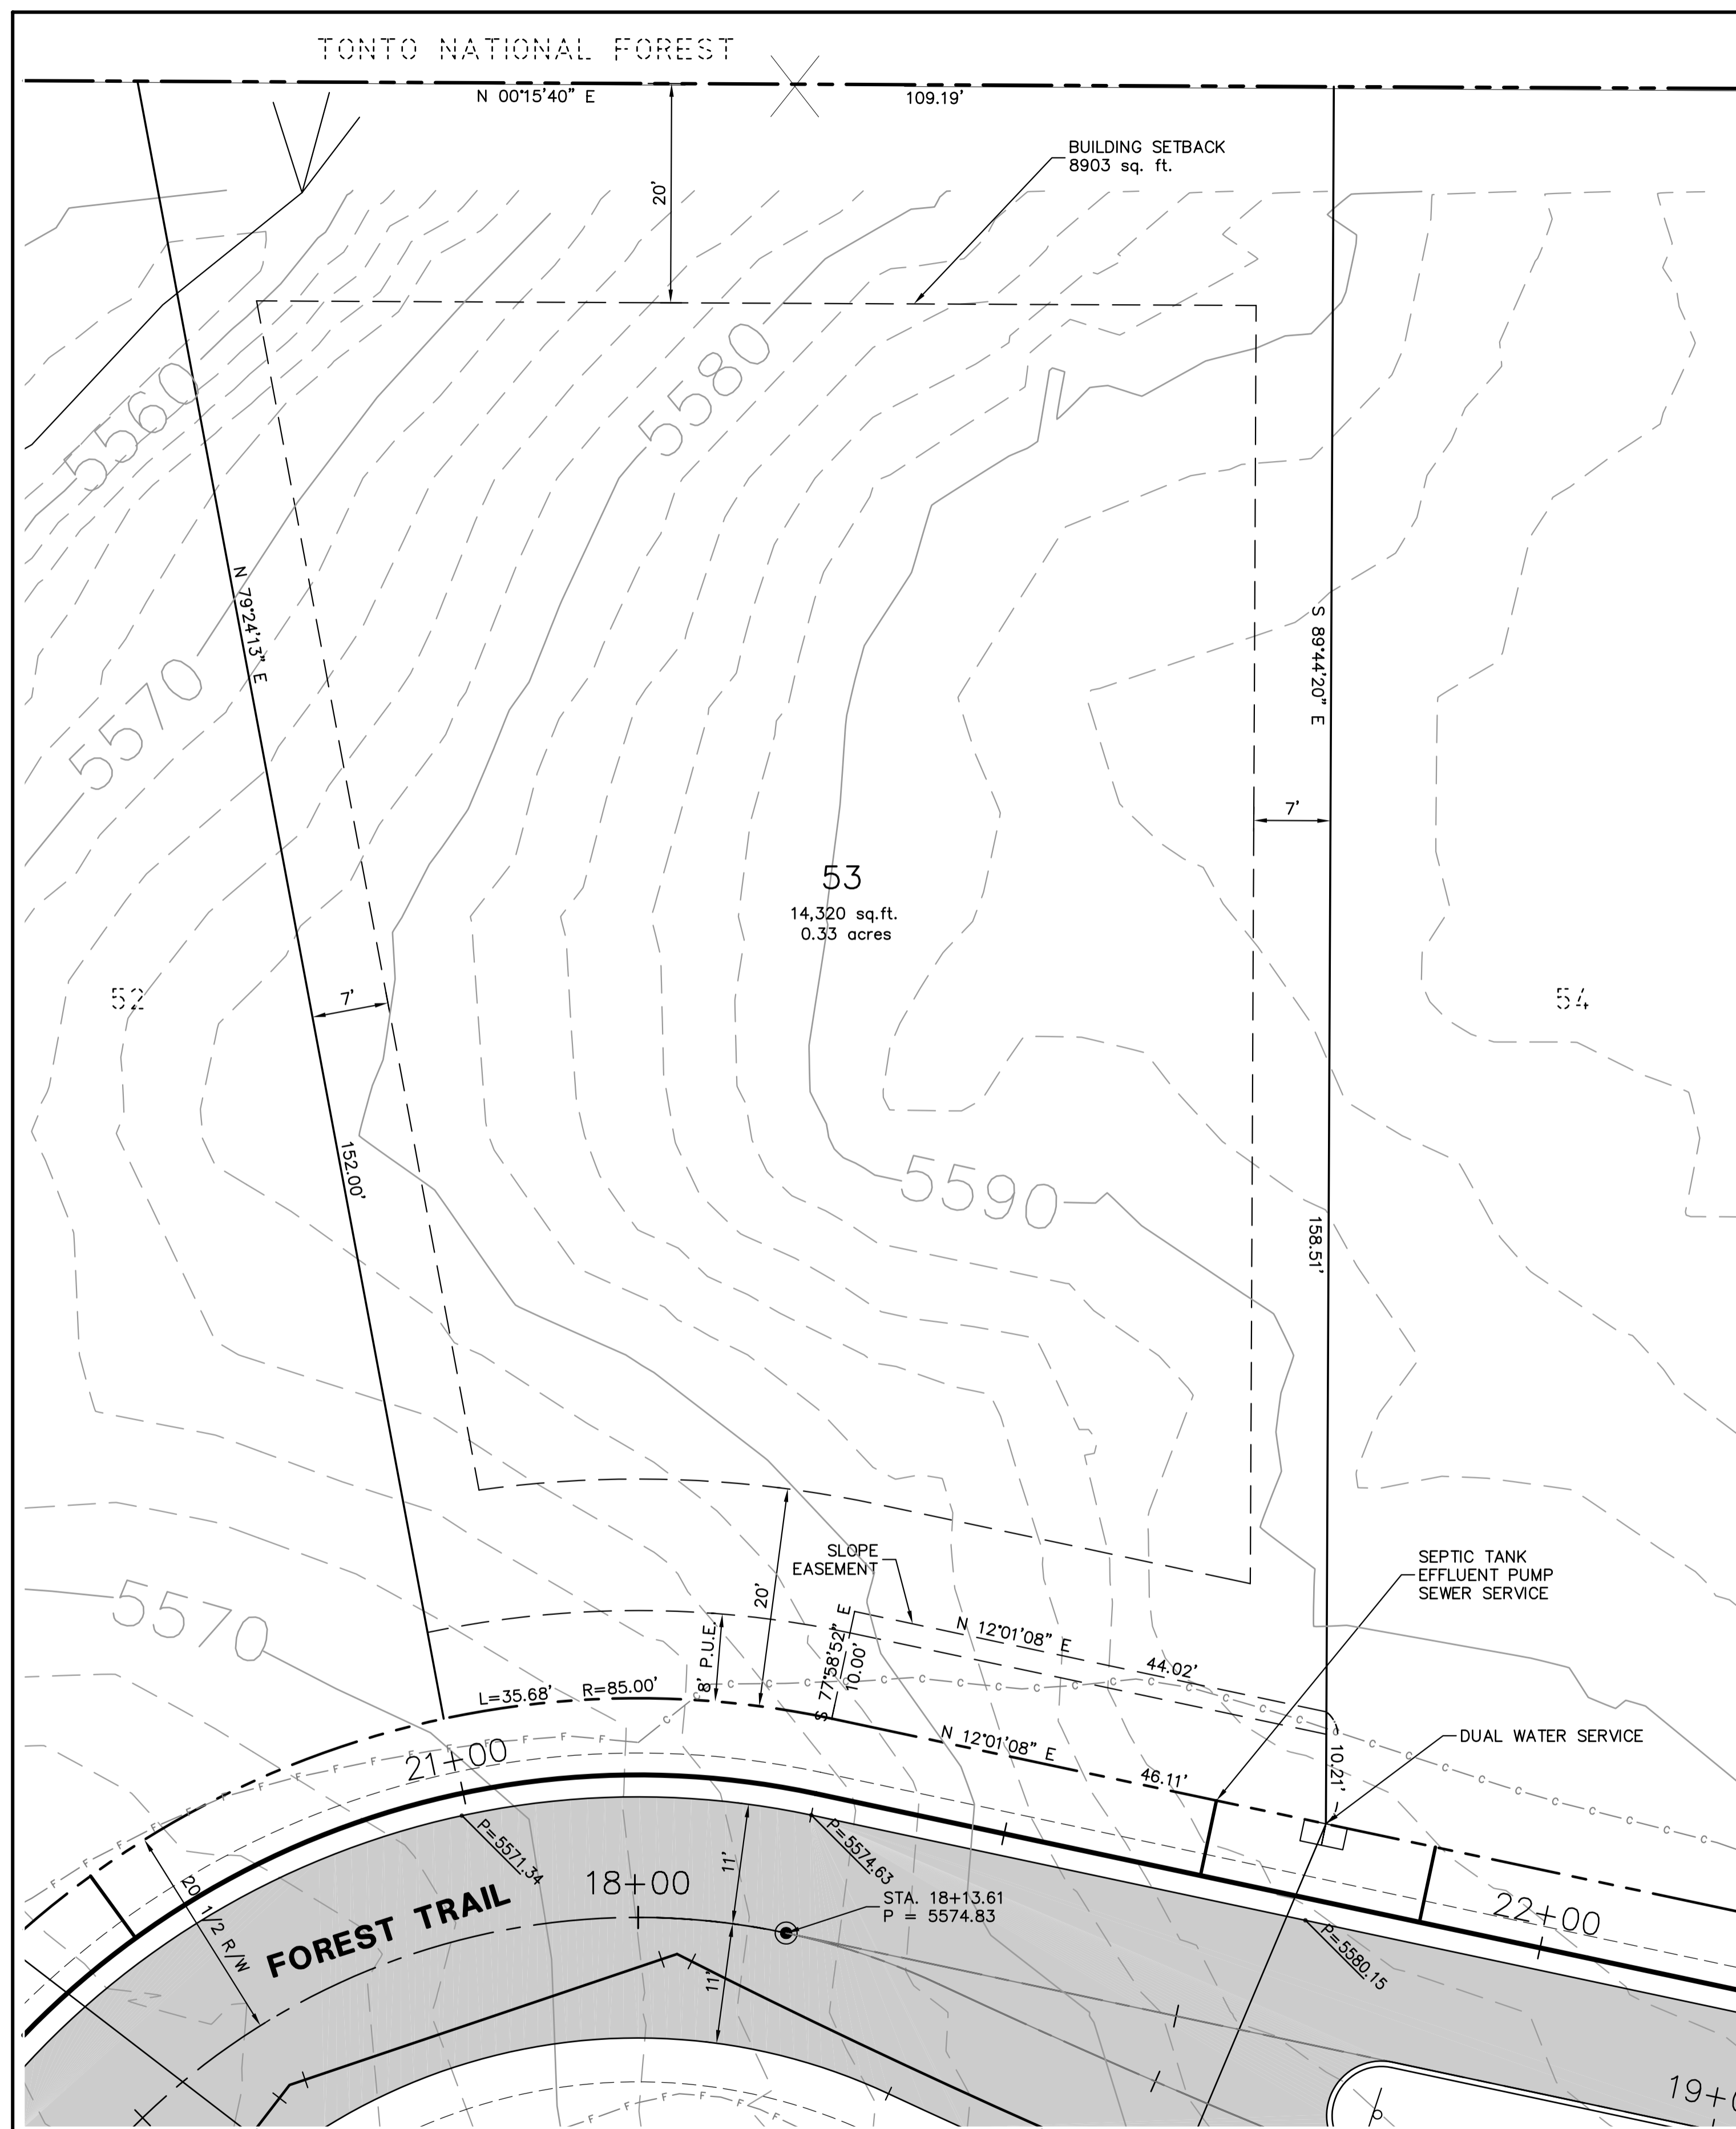 TONTO NATIONAL FOREST
N 00°15'40" E
109.19'
BUILDING SETBACK
8903 sq. ft.
20'
5560
5580
N 79°24'13" E
S 89°44'20" E
5570
7'
53
14,320 sq.ft.
0.33 acres
52
7'
54
152.00'
5590
158.51'
SLOPE
EASEMENT
SEPTIC TANK
EFFLUENT PUMP
SEWER SERVICE
20'
5570
8' P.U.E.
S 77°58'52" E
10.00'
N 12°01'08" E
44.02'
L=35.68'
R=85.00'
C C C C C C C C C C C C C C C C C
N 12°01'08" E
46.11'
10.21'
DUAL WATER SERVICE
F F F F F F F F F
21+00
P=5571.34
11'
P=5574.63
18+00
STA. 18+13.61
P = 5574.83
20' 1/2 R/W
FOREST TRAIL
11'
22+00
P=5580.15
19+0
F F F F F F